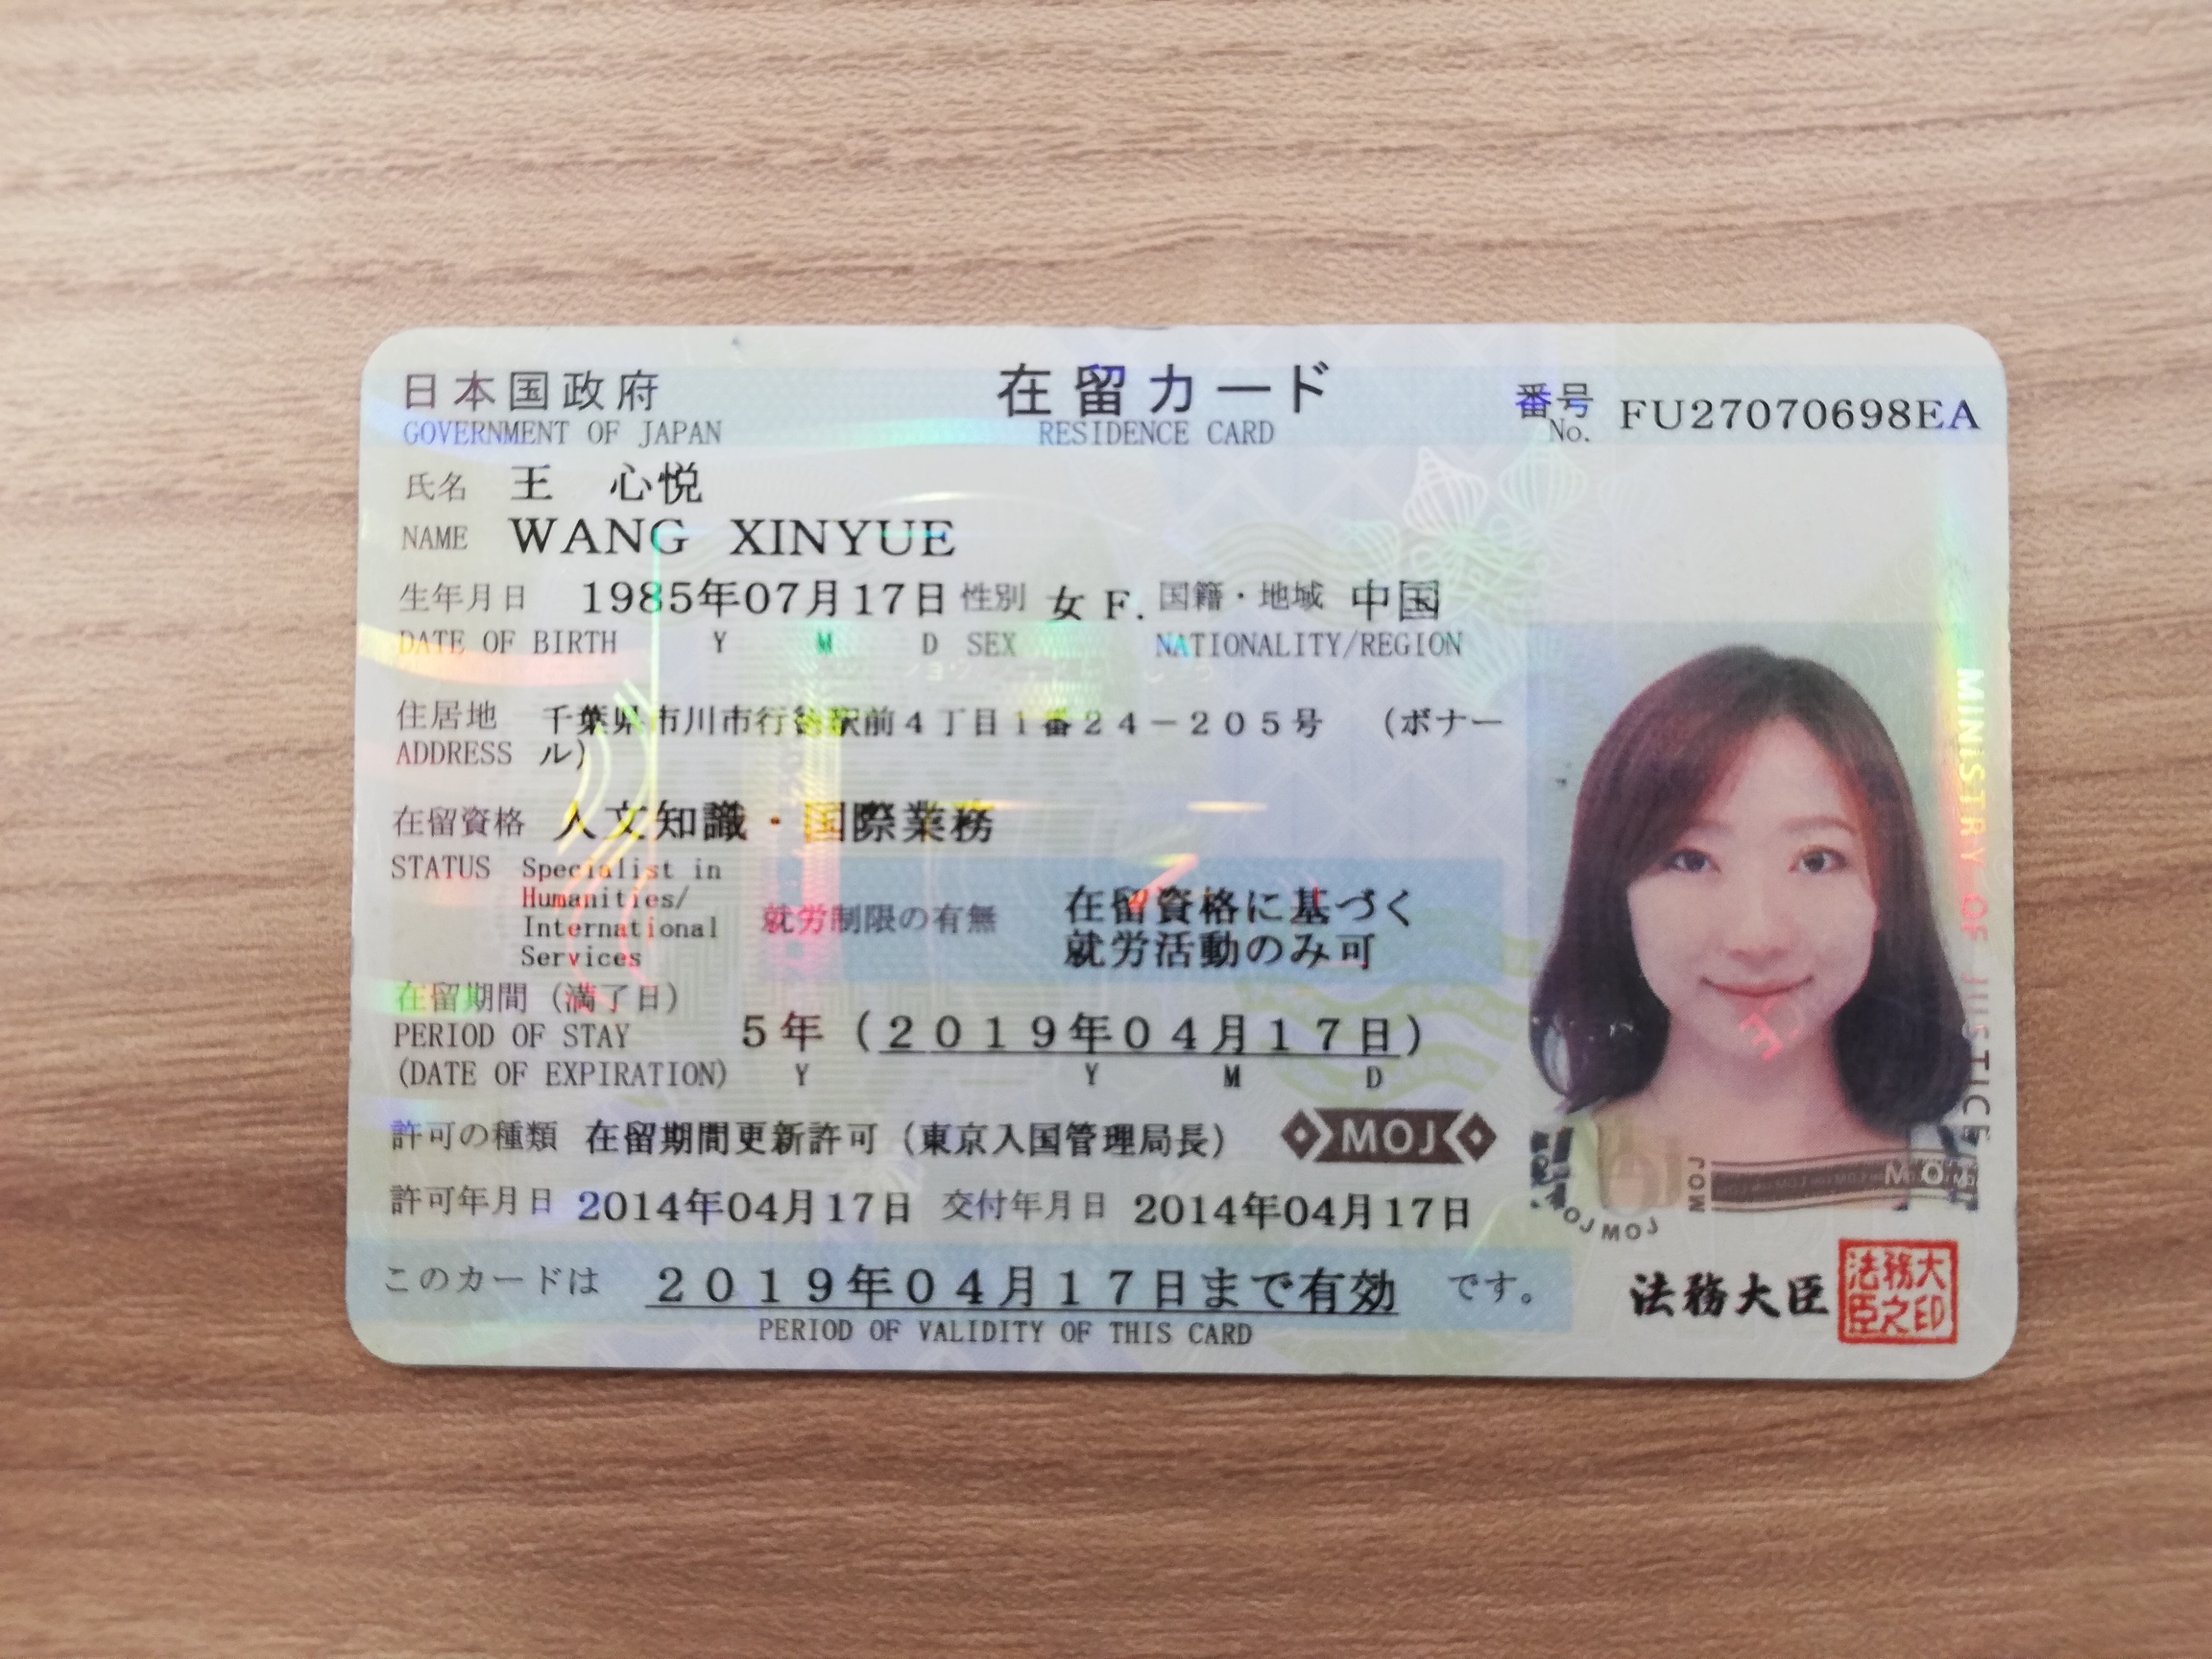 日本国政府 在留カード 番号 FU27070698EA
GOVERNMENT OF JAPAN RESIDENCE CARD No.
氏名 王 心悦
NAME WANG XINYUE
生年月日 1985年07月17日 性別 女 F. 国籍・地域 中国
DATE OF BIRTH Y M D SEX NATIONALITY/REGION
住居地 千葉県市川市行徳駅前4丁目1番24－205号 (ボナー
ADDRESS ル)
在留資格 人文知識・国際業務
STATUS Specialist in
Humanities/
International
Services
就労制限の有無 在留資格に基づく
就労活動のみ可
在留期間(満了日)
PERIOD OF STAY 5年(2019年04月17日)
(DATE OF EXPIRATION) Y Y M D
許可の種類 在留期間更新許可(東京入国管理局長) MOJ
許可年月日 2014年04月17日 交付年月日 2014年04月17日
このカードは 2019年04月17日まで有効 です。
PERIOD OF VALIDITY OF THIS CARD
MINISTRY OF JUSTICE
MOJ
MOJ
法務大臣
法務大
臣之印